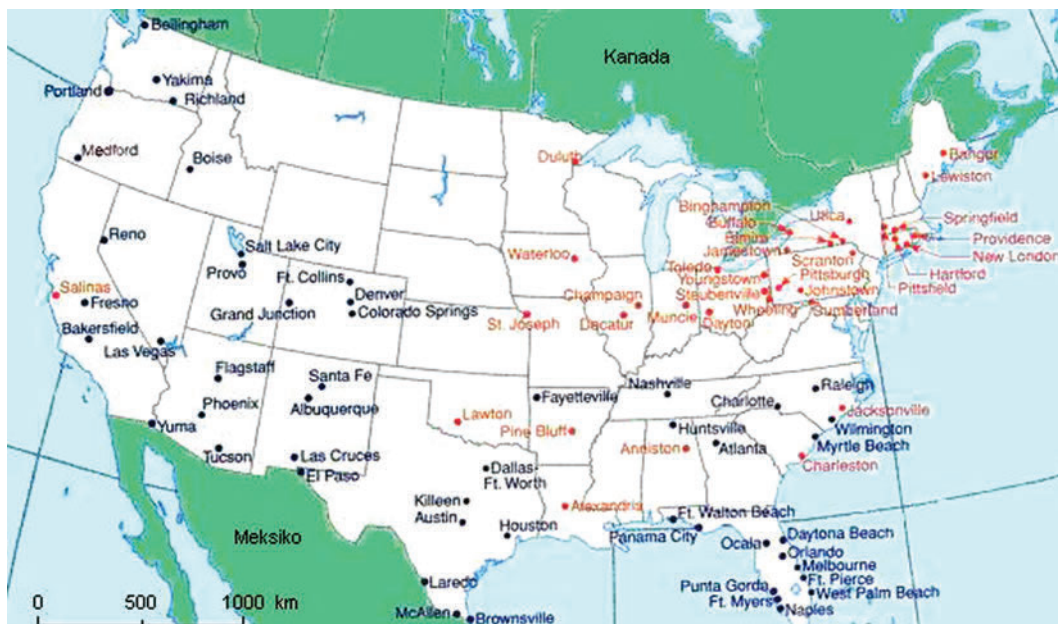 Bellingham
Kanada
Yakima
Portland
Richland
Medford
Boise
Duluth
Bangor
Lewiston
Binghampton
Utica
Springfield
Buffalo
Elmira
Providence
Reno
Salt Lake City
Jamestown
New London
Waterloo
Toledo
Scranton
Provo
Ft. Collins
Youngstown
Pittsburgh
Hartford
Salinas
Steubenville
Johnstown
Pittsfield
Fresno
Denver
Champaign
Grand Junction
Colorado Springs
Wheeling
Sumberland
St. Joseph
Dacatur
Muncie
Dayton
Bakersfield
Las Vegas
Flagstaff
Santa Fe
Nashville
Raleigh
Fayetteville
Charlotte
Phoenix
Albuquerque
Lawton
Jacksonville
Yuma
Pine Bluff
Huntsville
Wilmington
Anniston
Atlanta
Myrtle Beach
Tucson
Las Cruces
Charleston
El Paso
Dallas-
Ft. Worth
Killeen
Alexandris
Austin
Houston
Ft. Walton Beach
Meksiko
Panama City
Ocala
Daytona Beach
Orlando
Melbourne
Laredo
Ft. Pierce
Punta Gorda
West Palm Beach
0 500 1000 km
McAllen
Ft. Myers
Naples
Brownsville